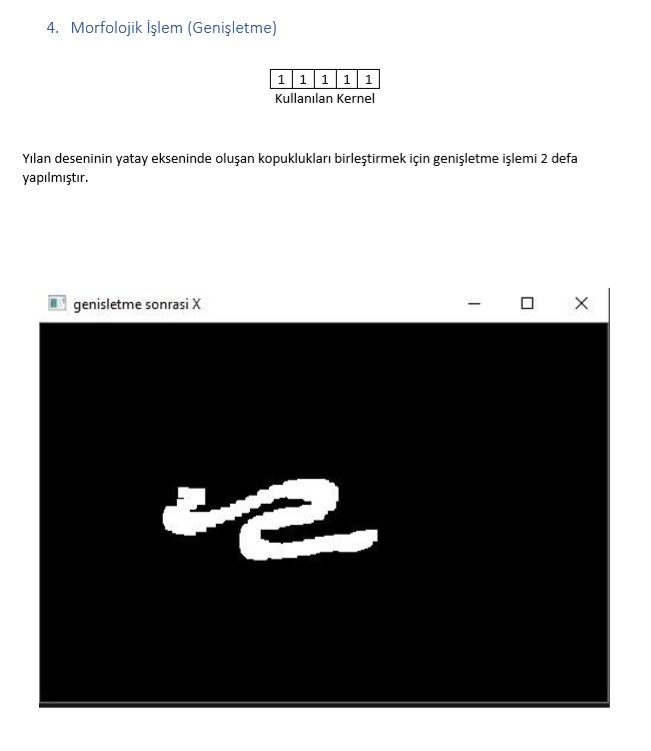 4. Morfolojik İşlem (Genişletme)
1 1 1 1 1
Kullanılan Kernel
Yılan deseninin yatay ekseninde oluşan kopuklukları birleştirmek için genişletme işlemi 2 defa
yapılmıştır.
genisletme sonrasi X